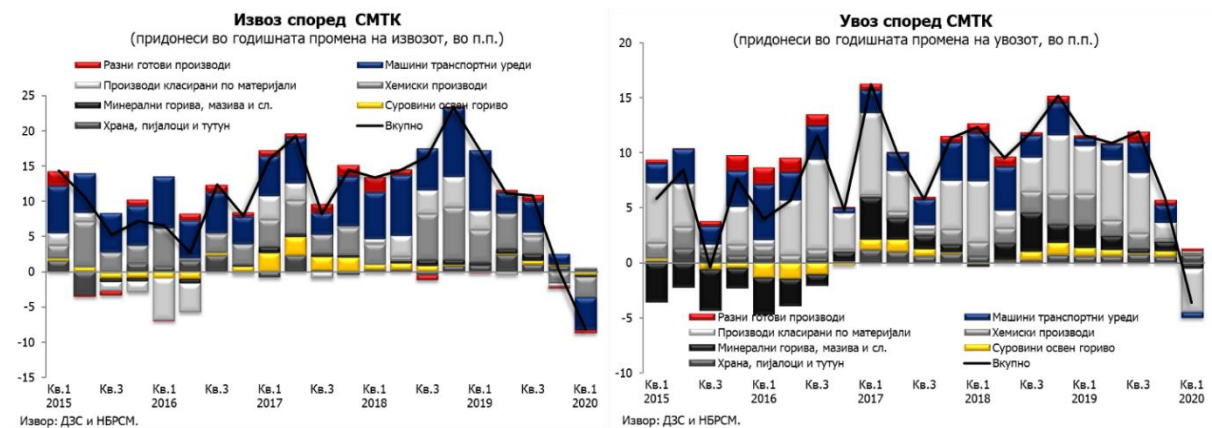 Извоз според СМТК
(придонеси во годишната промена на извозот, во п.п.)
Разни готови производи
Машини транспортни уреди
Производи класирани по материјали
Хемиски производи
Минерални горива, мазива и сл.
Суровини освен гориво
Храна, пијалоци и тутун
Вкупно
25
20
15
10
5
0
-5
-10
-15
Кв.1 Кв.3 Кв.1 Кв.3 Кв.1 Кв.3 Кв.1 Кв.3 Кв.1 Кв.3 Кв.1
2015 2016 2017 2018 2019 2020
Извор: ДЗС и НБРСМ.
Увоз според СМТК
(придонеси во годишната промена на увозот, во п.п.)
20
15
10
5
0
-5
-10
Разни готови производи
Машини транспортни уреди
Производи класирани по материјали
Хемиски производи
Минерални горива, мазива и сл.
Суровини освен гориво
Храна, пијалоци и тутун
Вкупно
Кв.1 Кв.3 Кв.1 Кв.3 Кв.1 Кв.3 Кв.1 Кв.3 Кв.1 Кв.3 Кв.1
2015 2016 2017 2018 2019 2020
Извор: ДЗС и НБРСМ.